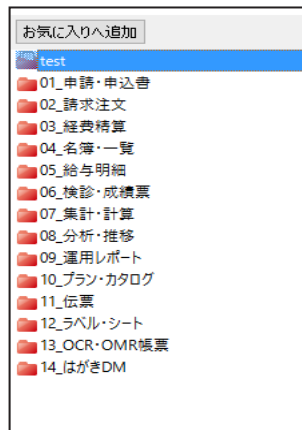 お気に入りへ追加
test
01_申請・申込書
02_請求注文
03_経費精算
04_名簿・一覧
05_給与明細
06_検診・成績票
07_集計・計算
08_分析・推移
09_運用レポート
10_プラン・カタログ
11_伝票
12_ラベル・シート
13_OCR・OMR帳票
14_はがきDM